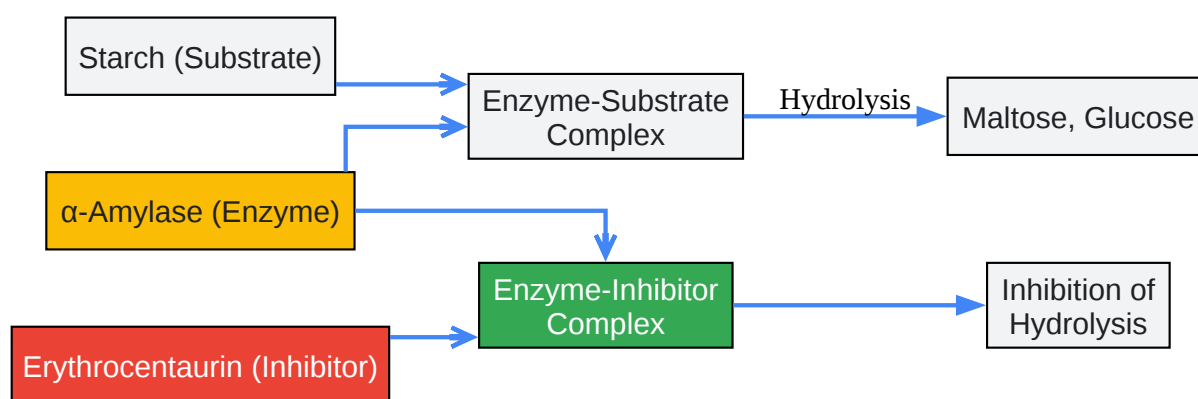 Starch (Substrate)
Enzyme-Substrate
Complex
Hydrolysis
Maltose, Glucose
α-Amylase (Enzyme)
Enzyme-Inhibitor
Complex
Inhibition of
Hydrolysis
Erythrocentaurin (Inhibitor)